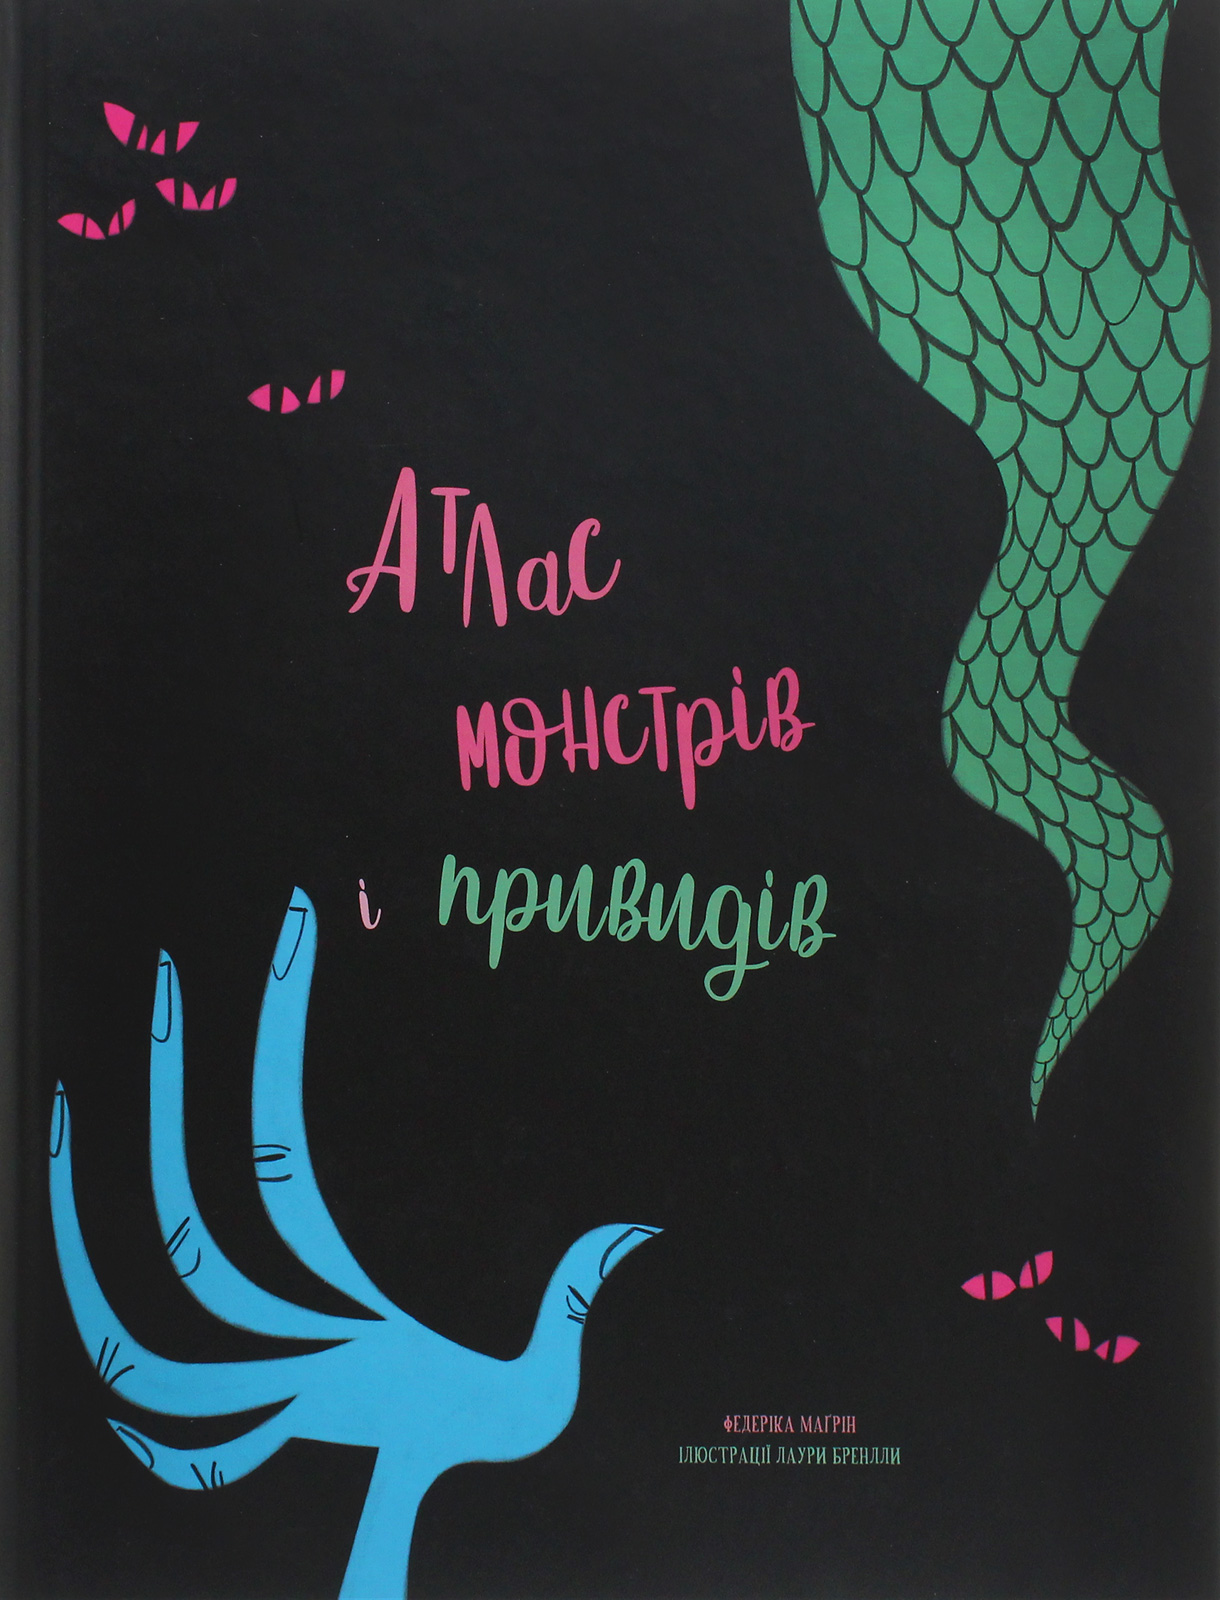 Атлас
монстрів
і привидів
ФЕДЕРІКА МАҐРІН
ІЛЮСТРАЦІЇ ЛАУРИ БРЕНЛЛИ